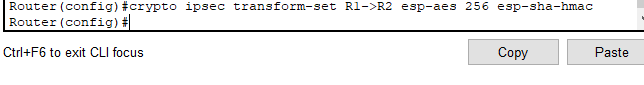 Router(config)#crypto ipsec transform-set R1->R2 esp-aes 256 esp-sha-hmac
Router(config)#
Ctrl+F6 to exit CLI focus
Copy Paste